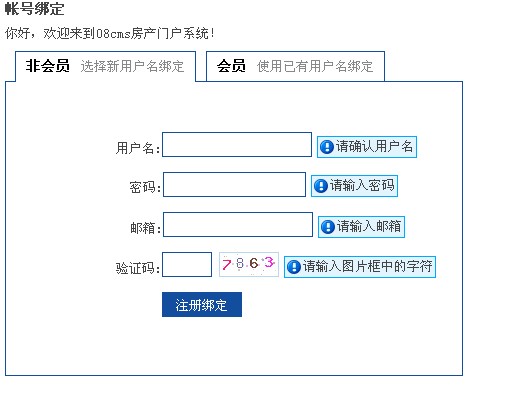 帐号绑定
你好，欢迎来到08cms房产门户系统！
非会员 选择新用户名绑定 会员 使用已有用户名绑定
用户名: 请确认用户名
密码: 请输入密码
邮箱: 请输入邮箱
验证码: 7863 请输入图片框中的字符
注册绑定